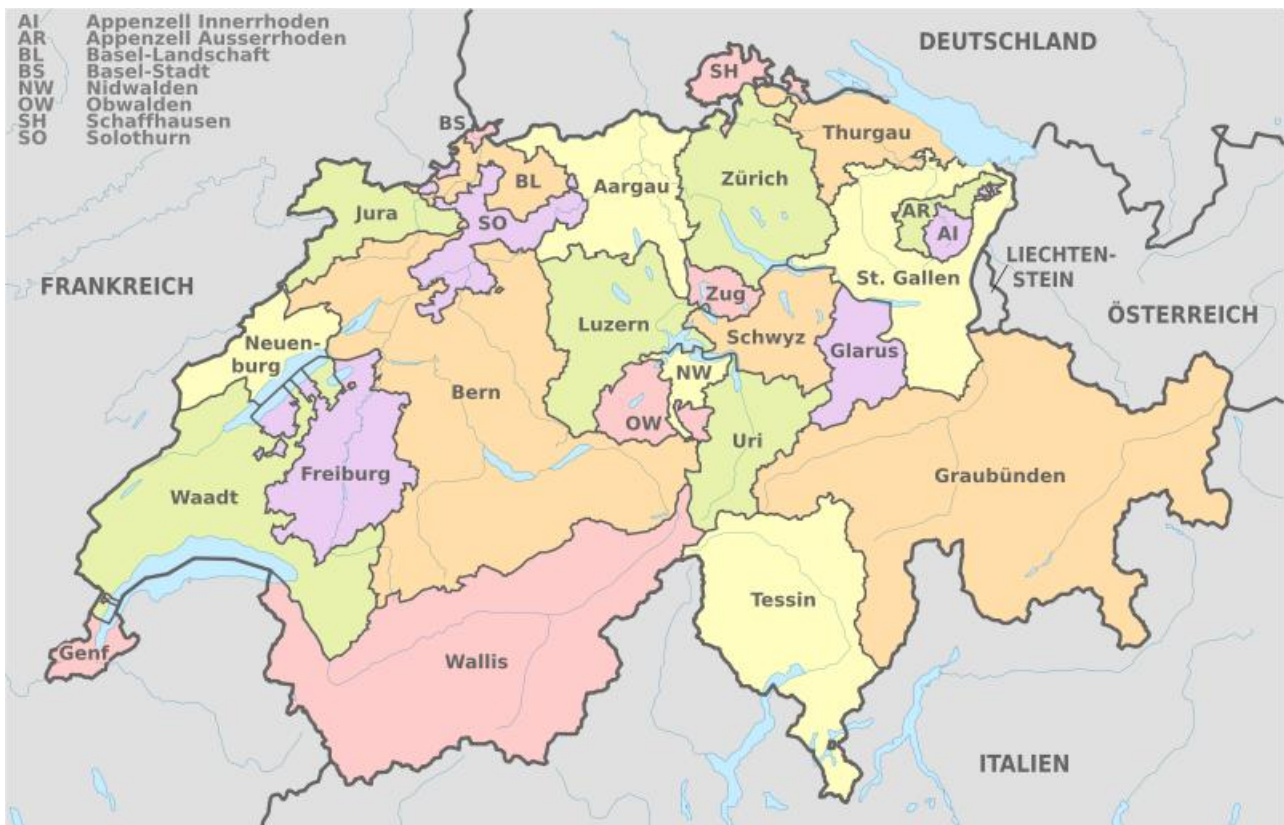 AI Appenzell Innerrhoden
AR Appenzell Ausserrhoden
BL Basel-Landschaft
BS Basel-Stadt
NW Nidwalden
OW Obwalden
SH Schaffhausen
SO Solothurn
DEUTSCHLAND
SH
BS
Thurgau
BL
Aargau
Zürich
Jura
SO
AR
AI
FRANKREICH
LIECHTEN-
STEIN
St. Gallen
Zug
ÖSTERREICH
Luzern
Schwyz
Neuen-
burg
Glarus
NW
Bern
OW
Uri
Freiburg
Graubünden
Waadt
Tessin
Genf
Wallis
ITALIEN